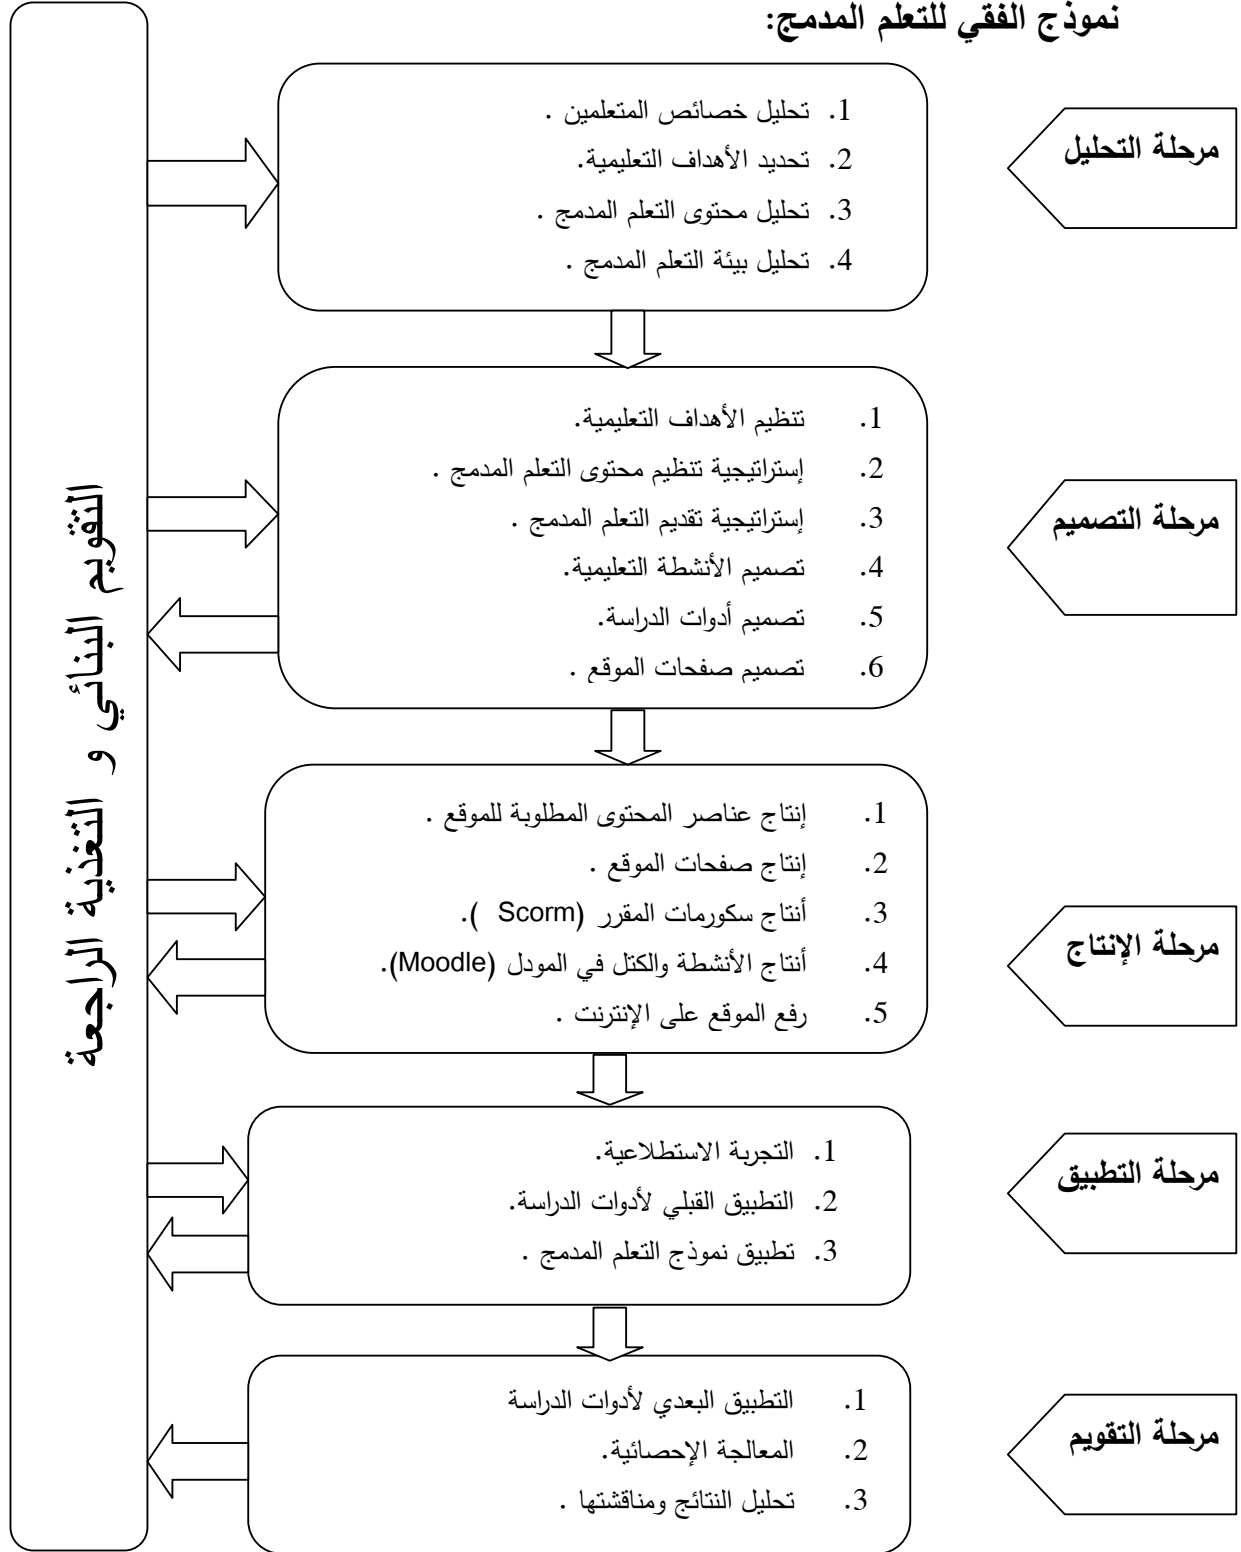 نموذج الفقي للتعلم المدمج:
مرحلة التحليل
1. تحليل خصائص المتعلمين .
2. تحديد الأهداف التعليمية.
3. تحليل محتوى التعلم المدمج .
4. تحليل بيئة التعلم المدمج .
مرحلة التصميم
1. تنظيم الأهداف التعليمية.
2. إستراتيجية تنظيم محتوى التعلم المدمج .
3. إستراتيجية تقديم التعلم المدمج .
4. تصميم الأنشطة التعليمية.
5. تصميم أدوات الدراسة.
6. تصميم صفحات الموقع .
مرحلة الإنتاج
1. إنتاج عناصر المحتوى المطلوبة للموقع .
2. إنتاج صفحات الموقع .
3. أنتاج سكورمات المقرر (Scorm ).
4. أنتاج الأنشطة والكتل في المودل (Moodle).
5. رفع الموقع على الإنترنت .
مرحلة التطبيق
1. التجربة الاستطلاعية.
2. التطبيق القبلي لأدوات الدراسة.
3. تطبيق نموذج التعلم المدمج .
مرحلة التقويم
1. التطبيق البعدي لأدوات الدراسة
2. المعالجة الإحصائية.
3. تحليل النتائج ومناقشتها .
التقويم البنائي و التغذية الراجعة